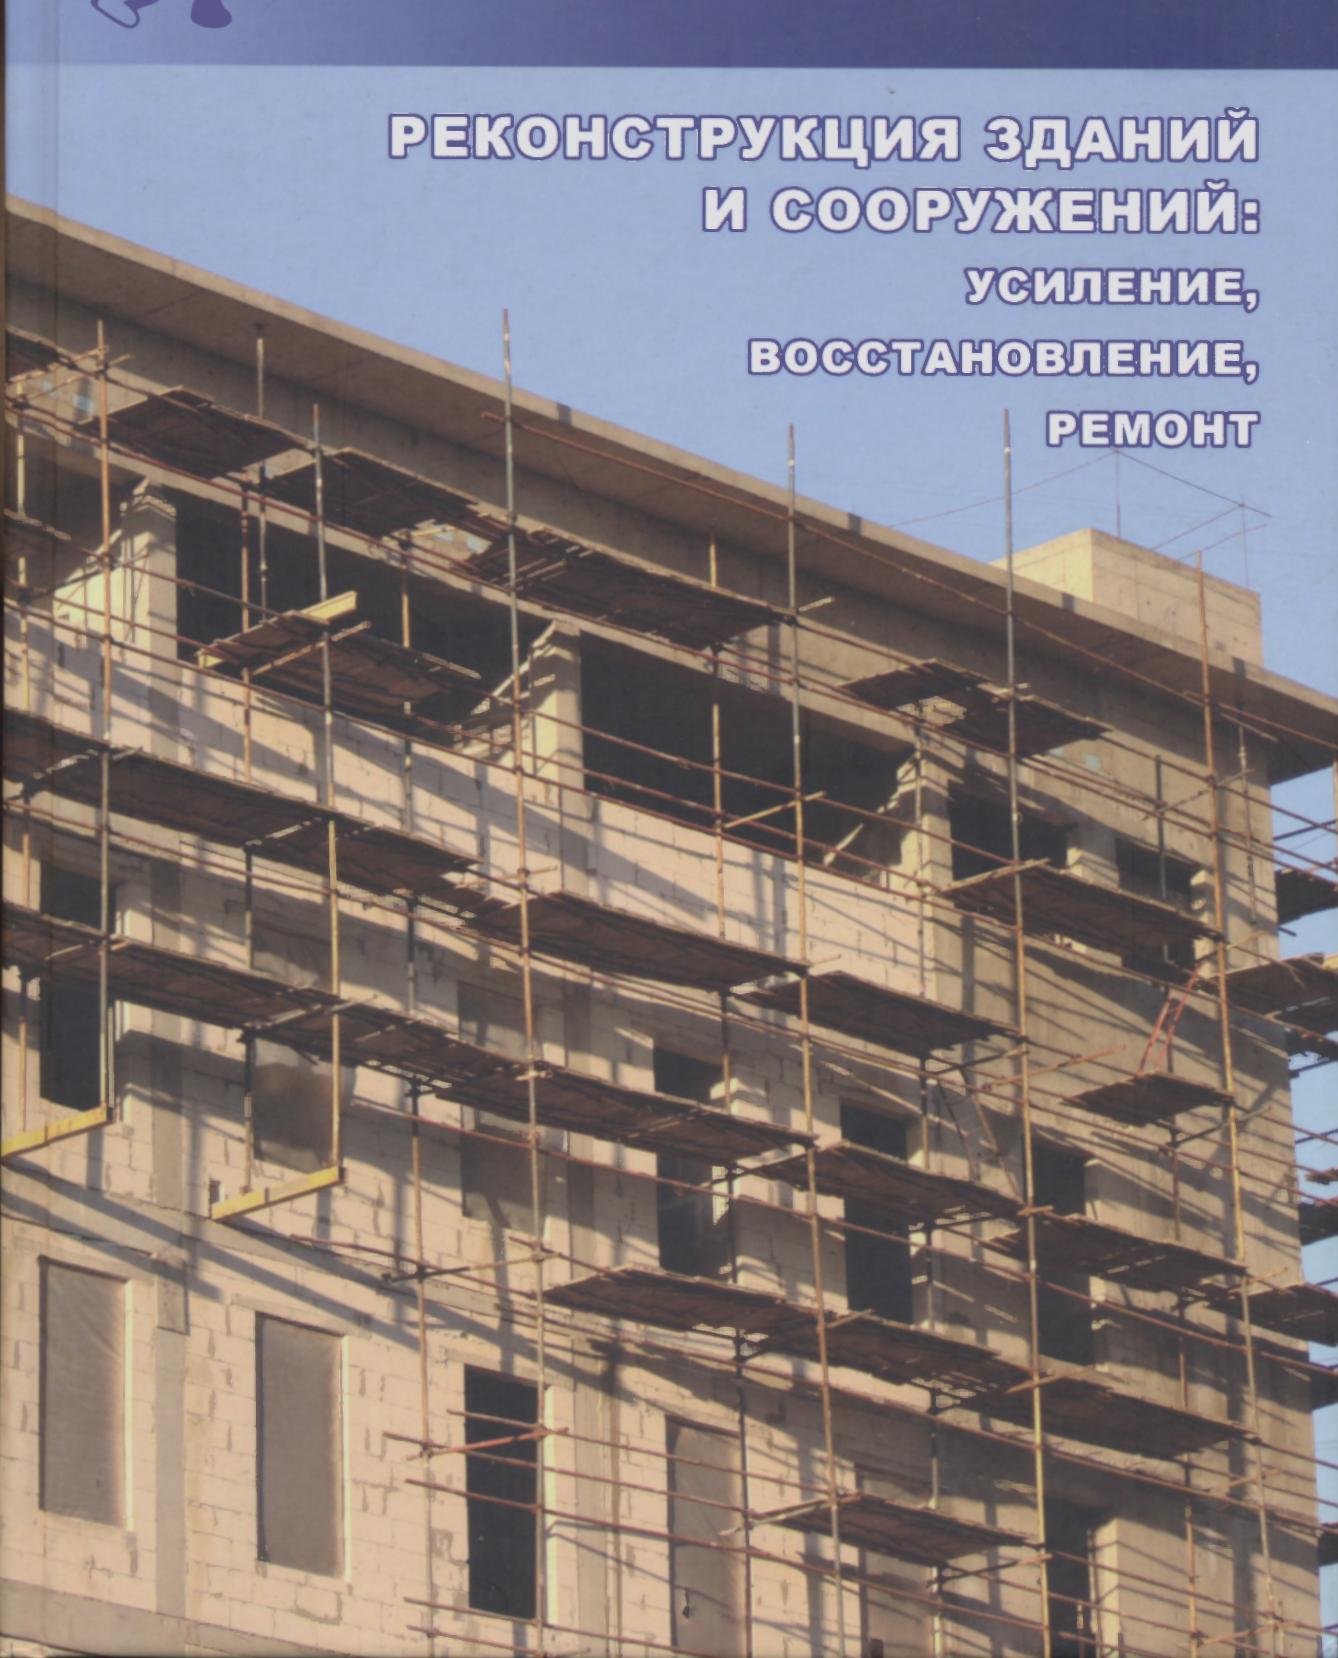 РЕКОНСТРУКЦИЯ ЗДАНИЙ
И СООРУЖЕНИЙ:
УСИЛЕНИЕ,
ВОССТАНОВЛЕНИЕ,
РЕМОНТ